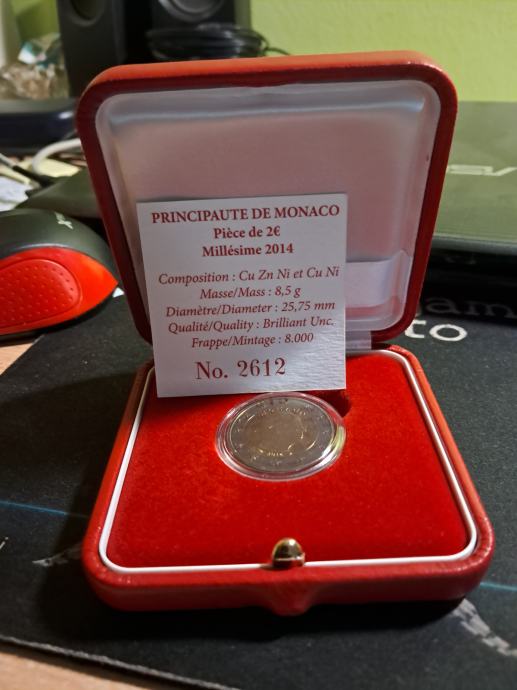 PRINCIPAUTE DE MONACO
Pièce de 2€
Millésime 2014
Composition : Cu Zn Ni et Cu Ni
Masse/Mass : 8,5 g
Diamètre/Diameter : 25,75 mm
Qualité/Quality : Brilliant Unc.
Frappe/Mintage : 8.000
No. 2612
to